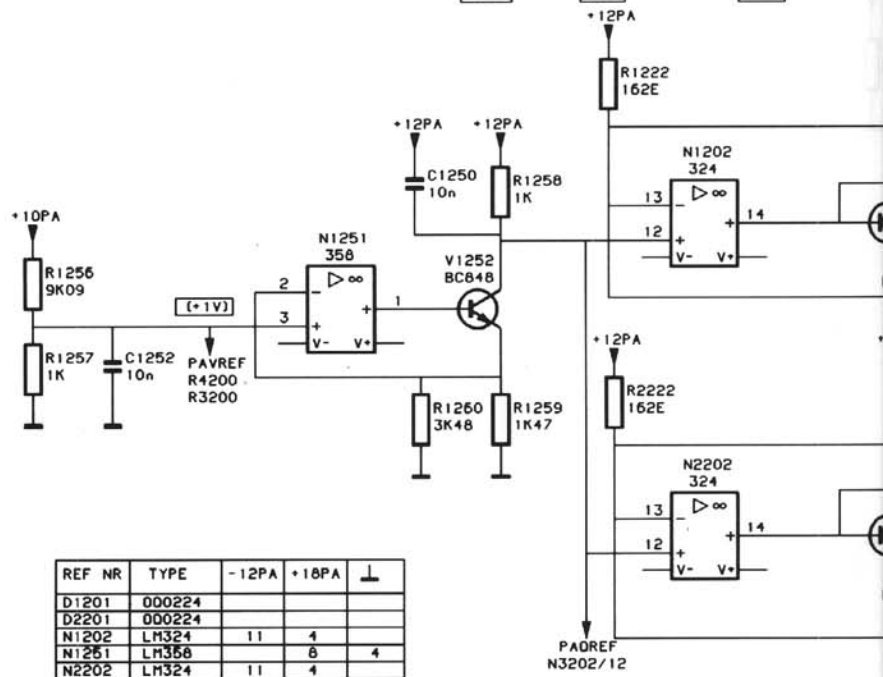 +12PA
R1222
162E
+12PA
+12PA
C1250
10n
R1258
1K
N1202
324
13
-
▷ ∞
+
14
12
+
V-
V+
+10PA
R1256
9K09
N1251
358
V1252
BC848
(+1V)
2
-
▷ ∞
+
1
3
+
V-
V+
R1257
1K
C1252
10n
PAVREF
R4200
R3200
+12PA
R2222
162E
R1260
3K48
R1259
1K47
N2202
324
13
-
▷ ∞
+
14
12
+
V-
V+
REF NR TYPE -12PA +18PA ⊥
D1201 OQ0224
D2201 OQ0224
N1202 LM324 11 4
N1251 LM358 8 4
N2202 LM324 11 4
PAOREF
N3202/12